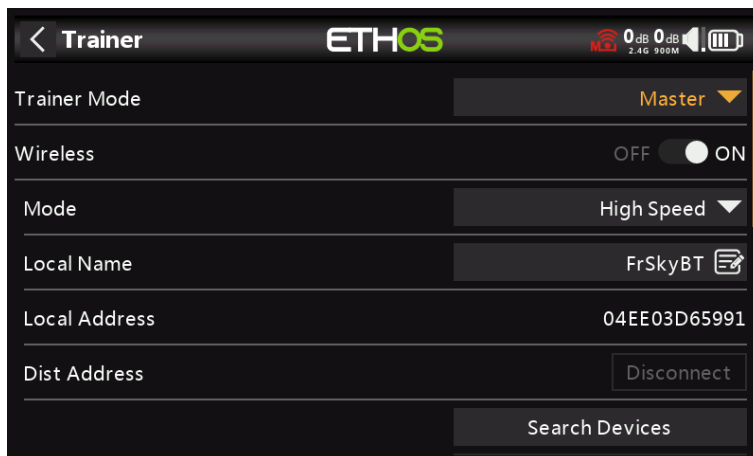 Trainer
ETHOS
M 0dB 0dB
2.4G 900M
Trainer Mode Master
Wireless OFF ON
Mode High Speed
Local Name FrSkyBT
Local Address 04EE03D65991
Dist Address Disconnect
Search Devices